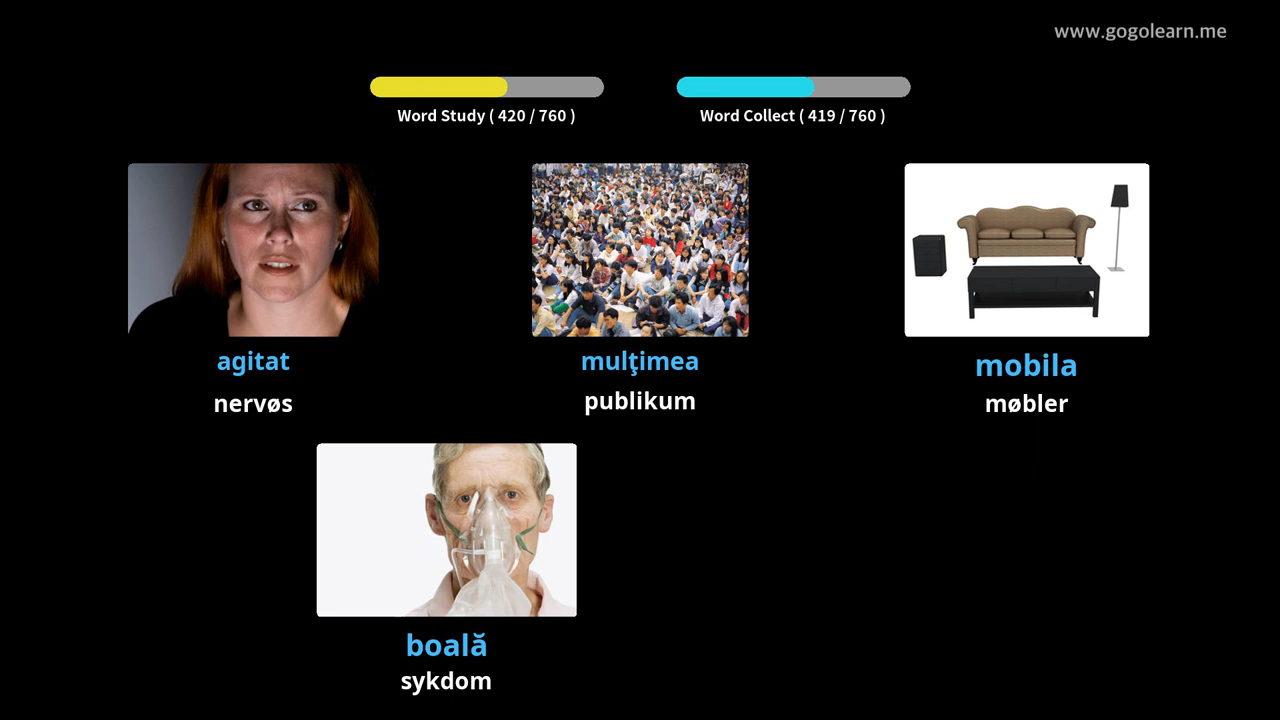 www.gogolearn.me
Word Study ( 420 / 760 )
Word Collect ( 419 / 760 )
agitat
nervøs
mulţimea
publikum
mobila
møbler
boală
sykdom